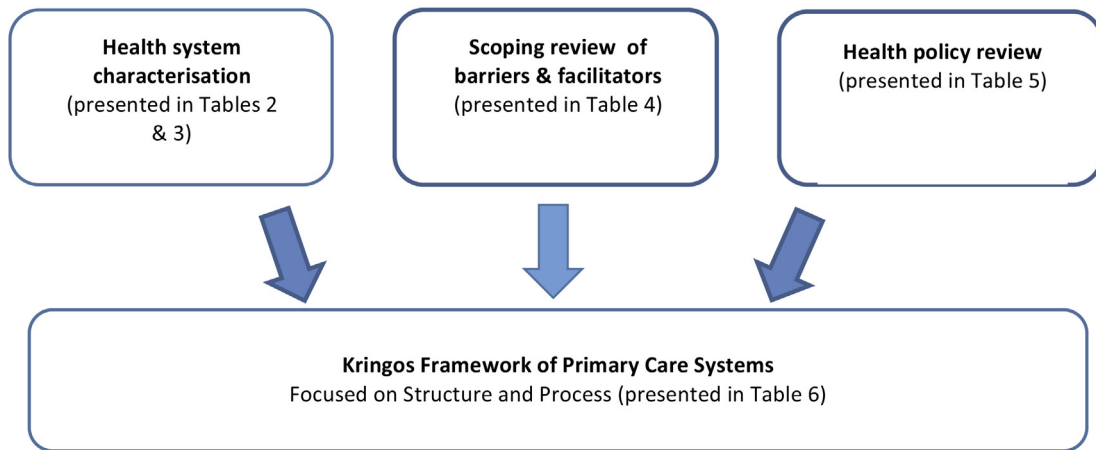 Health system
characterisation
(presented in Tables 2
& 3)
Scoping review of
barriers & facilitators
(presented in Table 4)
Health policy review
(presented in Table 5)
Kringos Framework of Primary Care Systems
Focused on Structure and Process (presented in Table 6)